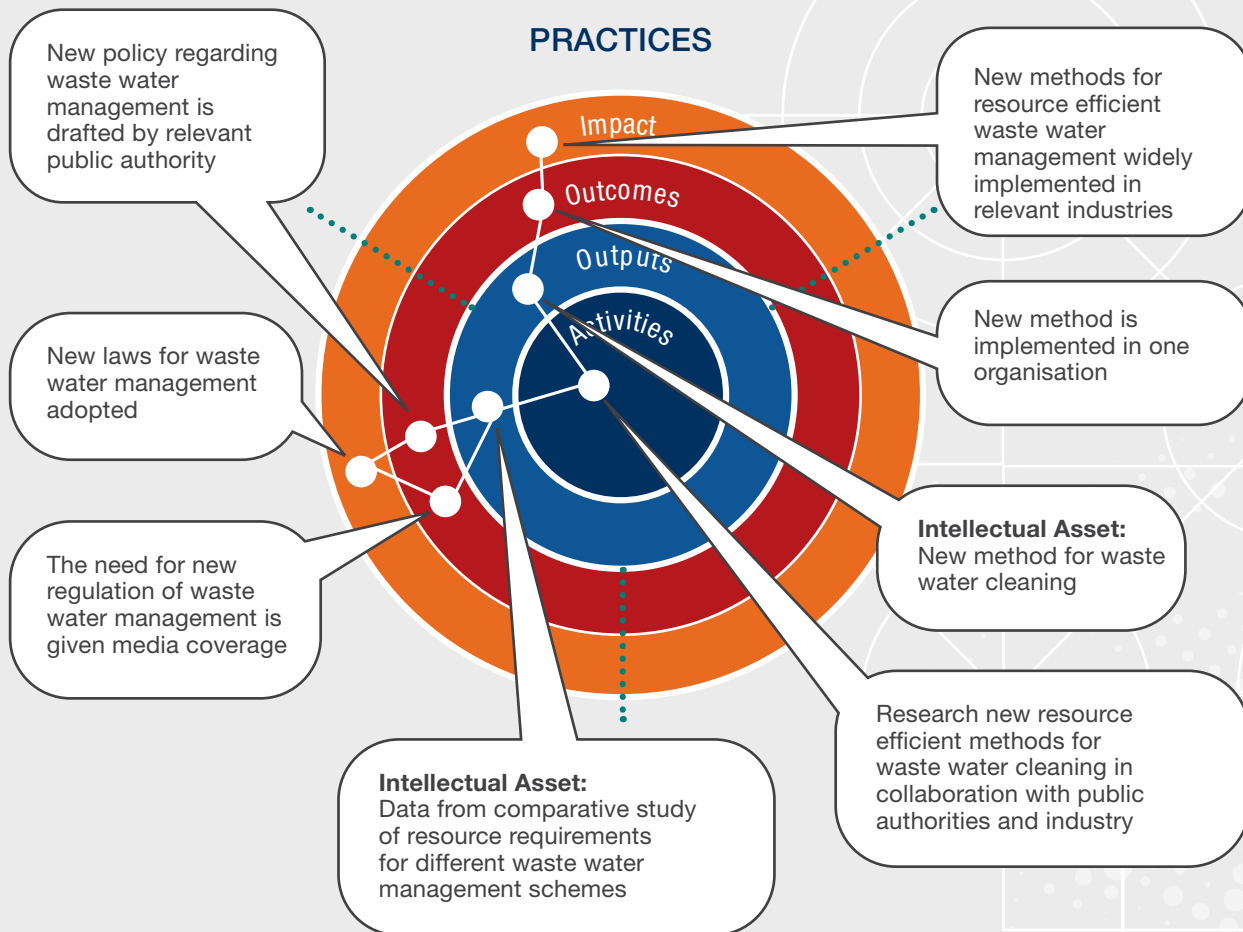 PRACTICES
New policy regarding
waste water
management is
drafted by relevant
public authority
New methods for
resource efficient
waste water
management widely
implemented in
relevant industries
Impact
Outcomes
Outputs
Activities
New laws for waste
water management
adopted
New method is
implemented in one
organisation
The need for new
regulation of waste
water management is
given media coverage
Intellectual Asset:
New method for waste
water cleaning
Intellectual Asset:
Data from comparative study
of resource requirements
for different waste water
management schemes
Research new resource
efficient methods for
waste water cleaning in
collaboration with public
authorities and industry